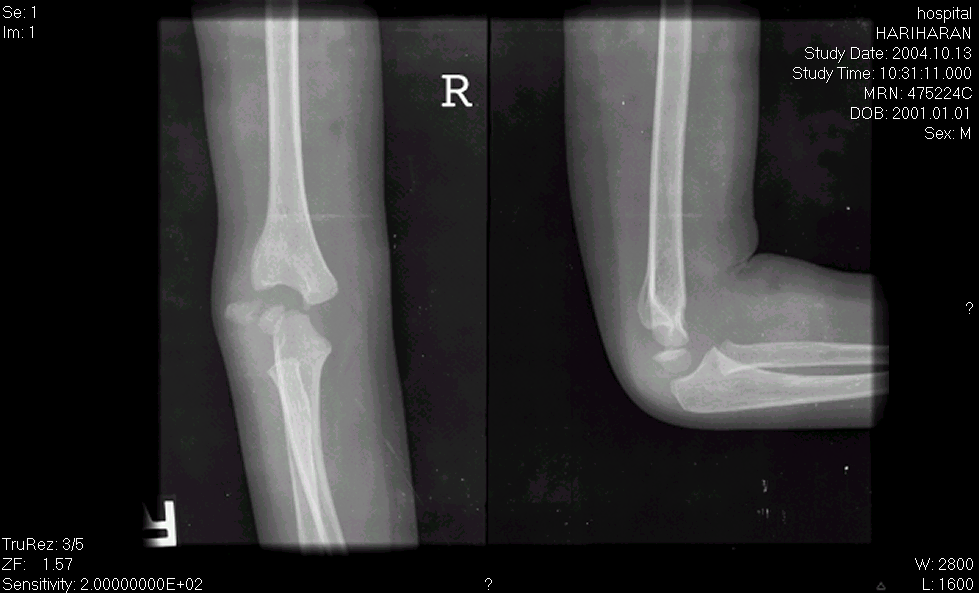 Se: 1
Im: 1
hospital
HARIHARAN
Study Date: 2004.10.13
Study Time: 10:31:11.000
MRN: 475224C
DOB: 2001.01.01
Sex: M
R
?
TruRez: 3/5
ZF: 1.57
Sensitivity: 2.00000000E+02
?
W: 2800
L: 1600